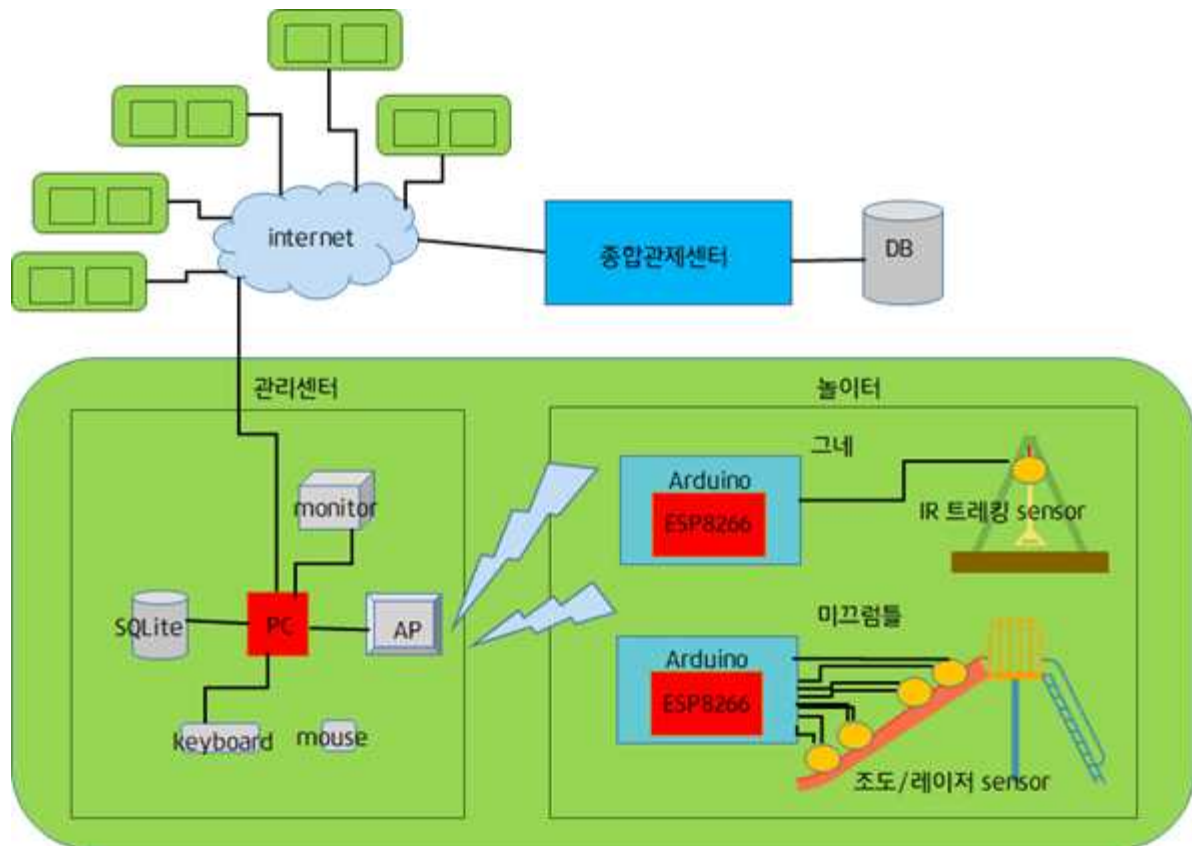 internet
종합관제센터
DB
관리센터
놀이터
그네
Arduino
ESP8266
IR 트레킹 sensor
monitor
SQLite
PC
AP
미끄럼틀
Arduino
ESP8266
keyboard
mouse
조도/레이저 sensor